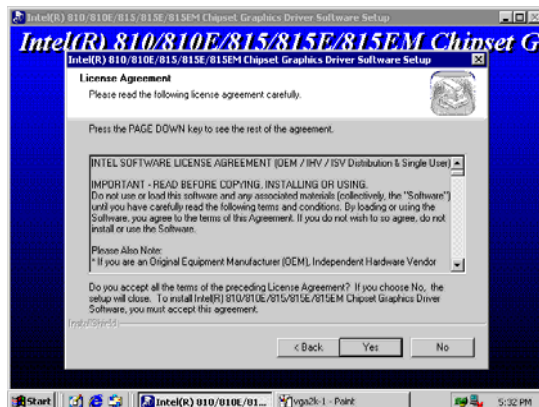 Intel(R) 810/810E/815/815E/815EM Chipset Graphics Driver Software Setup
Intel(R) 810/810E/815/815E/815EM Chipset G
Intel(R) 810/810E/815/815E/815EM Chipset Graphics Driver Software Setup
License Agreement
Please read the following license agreement carefully.
Press the PAGE DOWN key to see the rest of the agreement.
INTEL SOFTWARE LICENSE AGREEMENT (OEM / IHV / ISV Distribution & Single User)
IMPORTANT - READ BEFORE COPYING, INSTALLING OR USING.
Do not use or load this software and any associated materials (collectively, the "Software")
until you have carefully read the following terms and conditions. By loading or using the
Software, you agree to the terms of this Agreement. If you do not wish to so agree, do not
install or use the Software.
Please Also Note:
* If you are an Original Equipment Manufacturer (OEM), Independent Hardware Vendor
Do you accept all the terms of the preceding License Agreement? If you choose No, the
setup will close. To install Intel(R) 810/810E/815/815E/815EM Chipset Graphics Driver
Software, you must accept this agreement.
InstallShield
< Back
Yes
No
Start
Intel(R) 810/810E/81...
vga2k-1 - Paint
5:32 PM